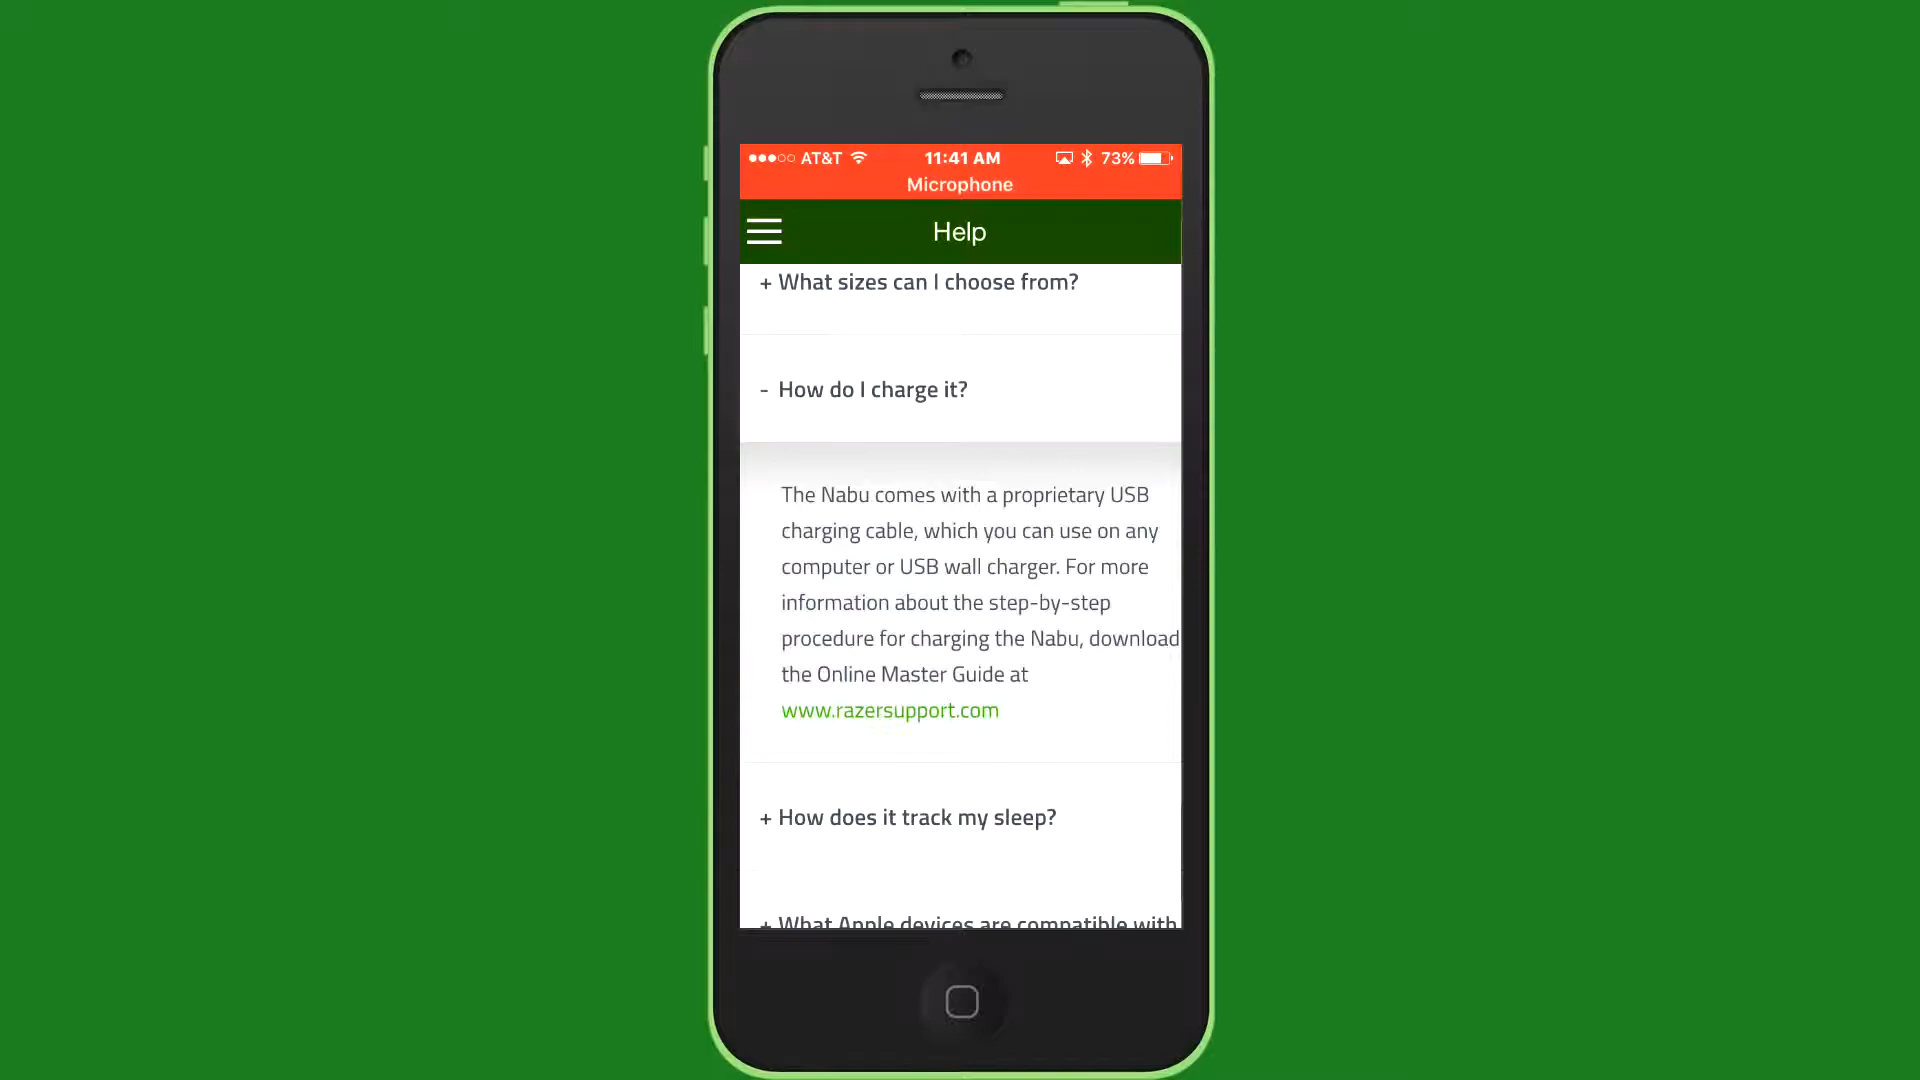 AT&T 11:41 AM 73%
Microphone
Help
+ What sizes can I choose from?
- How do I charge it?
The Nabu comes with a proprietary USB
charging cable, which you can use on any
computer or USB wall charger. For more
information about the step-by-step
procedure for charging the Nabu, download
the Online Master Guide at
www.razersupport.com
+ How does it track my sleep?
+ What Apple devices are compatible with